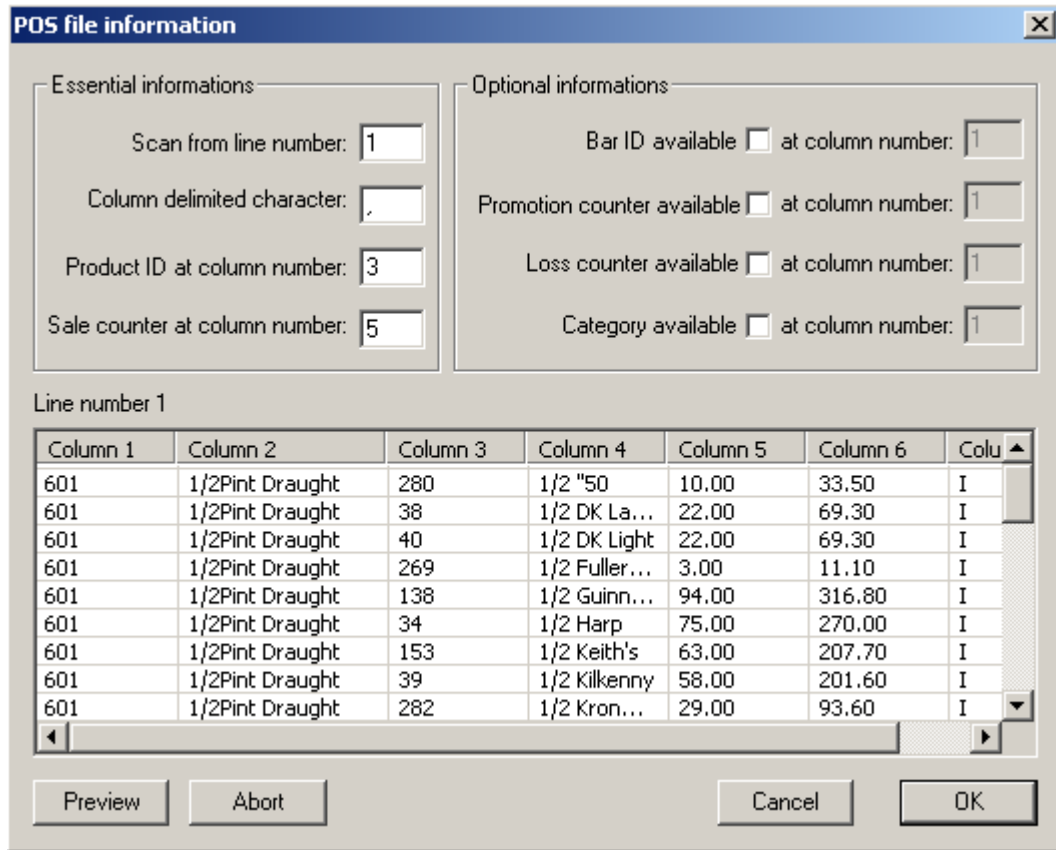 POS file information
Essential informations
Scan from line number: 1
Column delimited character: ,
Product ID at column number: 3
Sale counter at column number: 5
Optional informations
Bar ID available at column number: 1
Promotion counter available at column number: 1
Loss counter available at column number: 1
Category available at column number: 1
Line number 1
Column 1 Column 2 Column 3 Column 4 Column 5 Column 6 Colu
601 1/2Pint Draught 280 1/2 "50 10.00 33.50 I
601 1/2Pint Draught 38 1/2 DK La... 22.00 69.30 I
601 1/2Pint Draught 40 1/2 DK Light 22.00 69.30 I
601 1/2Pint Draught 269 1/2 Fuller... 3.00 11.10 I
601 1/2Pint Draught 138 1/2 Guinn... 94.00 316.80 I
601 1/2Pint Draught 34 1/2 Harp 75.00 270.00 I
601 1/2Pint Draught 153 1/2 Keith's 63.00 207.70 I
601 1/2Pint Draught 39 1/2 Kilkenny 58.00 201.60 I
601 1/2Pint Draught 282 1/2 Kron... 29.00 93.60 I
Preview Abort Cancel OK